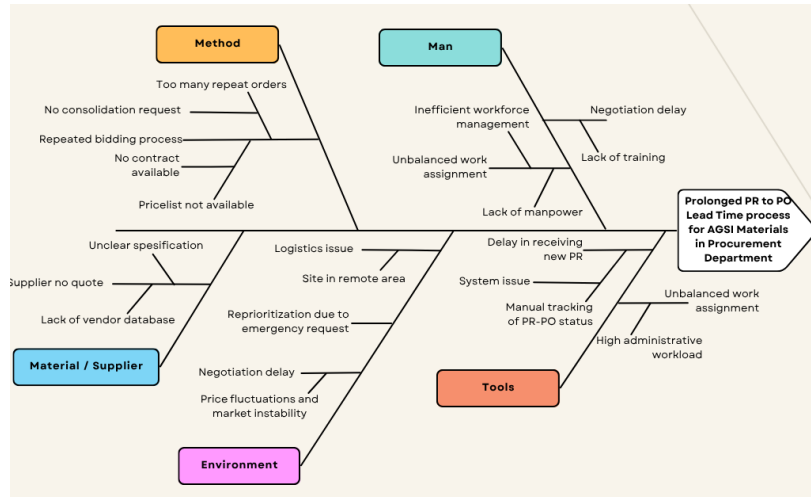 Method
Man
Too many repeat orders
No consolidation request
Repeated bidding process
No contract
available
Pricelist not available
Inefficient workforce
management
Negotiation delay
Unbalanced work
assignment
Lack of training
Lack of manpower
Prolonged PR to PO
Lead Time process
for AGSI Materials
in Procurement
Department
Unclear spesification
Supplier no quote
Lack of vendor database
Material / Supplier
Logistics issue
Site in remote area
Reprioritization due to
emergency request
Negotiation delay
Price fluctuations and
market instability
Environment
Delay in receiving
new PR
System issue
Manual tracking
of PR-PO status
Unbalanced work
assignment
High administrative
workload
Tools